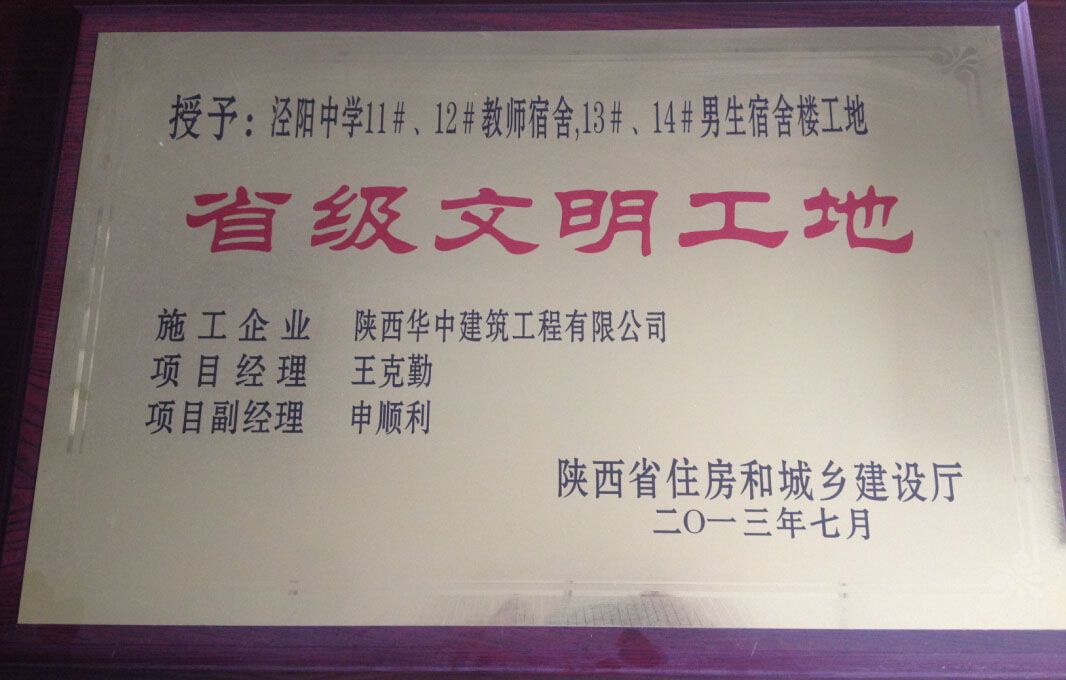 授予：泾阳中学11#、12#教师宿舍,13#、14#男生宿舍楼工地
省级文明工地
施工企业 陕西华中建筑工程有限公司
项目经理 王克勤
项目副经理 申顺利
陕西省住房和城乡建设厅
二〇一三年七月